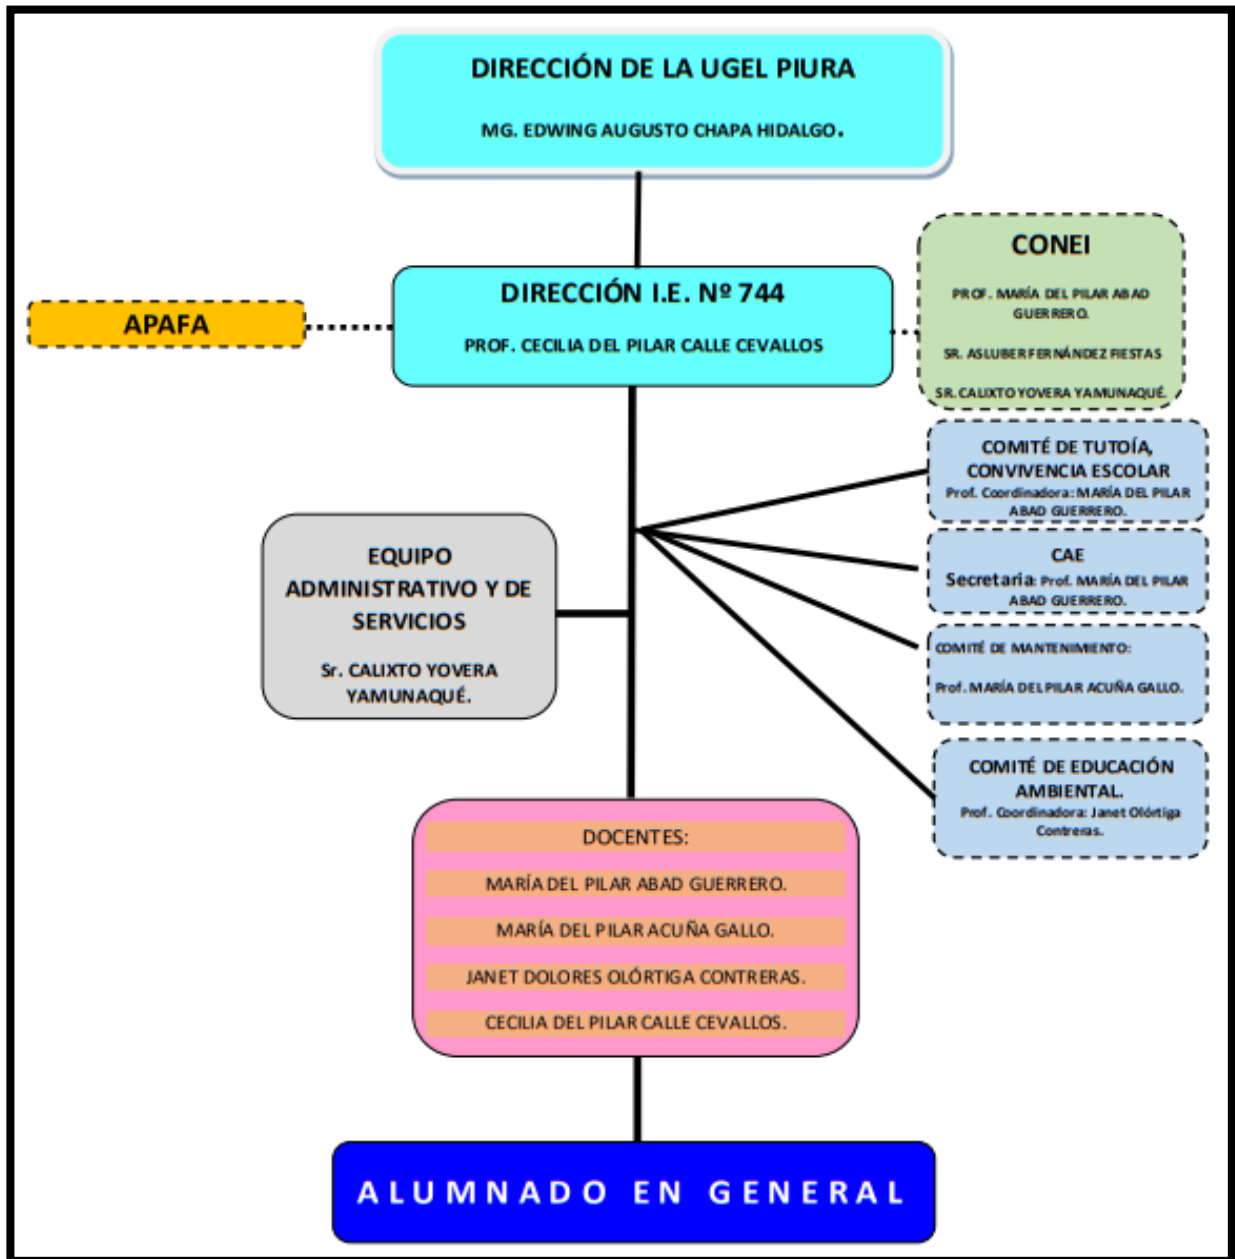 DIRECCIÓN DE LA UGEL PIURA
MG. EDWING AUGUSTO CHAPA HIDALGO.
CONEI
PROF. MARÍA DEL PILAR ABAD
GUERRERO.
SR. ASLUBER FERNÁNDEZ FIESTAS
SR. CALIXTO YOVERA YAMUNAQUÉ.
DIRECCIÓN I.E. Nº 744
PROF. CECILIA DEL PILAR CALLE CEVALLOS
APAFA
COMITÉ DE TUTOÍA,
CONVIVENCIA ESCOLAR
Prof. Coordinadora: MARÍA DEL PILAR
ABAD GUERRERO.
CAE
Secretaria: Prof. MARÍA DEL PILAR
ABAD GUERRERO.
COMITÉ DE MANTENIMIENTO:
Prof. MARÍA DEL PILAR ACUÑA GALLO.
COMITÉ DE EDUCACIÓN
AMBIENTAL.
Prof. Coordinadora: Janet Olórtiga
Contreras.
EQUIPO
ADMINISTRATIVO Y DE
SERVICIOS
Sr. CALIXTO YOVERA
YAMUNAQUÉ.
DOCENTES:
MARÍA DEL PILAR ABAD GUERRERO.
MARÍA DEL PILAR ACUÑA GALLO.
JANET DOLORES OLÓRTIGA CONTRERAS.
CECILIA DEL PILAR CALLE CEVALLOS.
ALUMNADO EN GENERAL